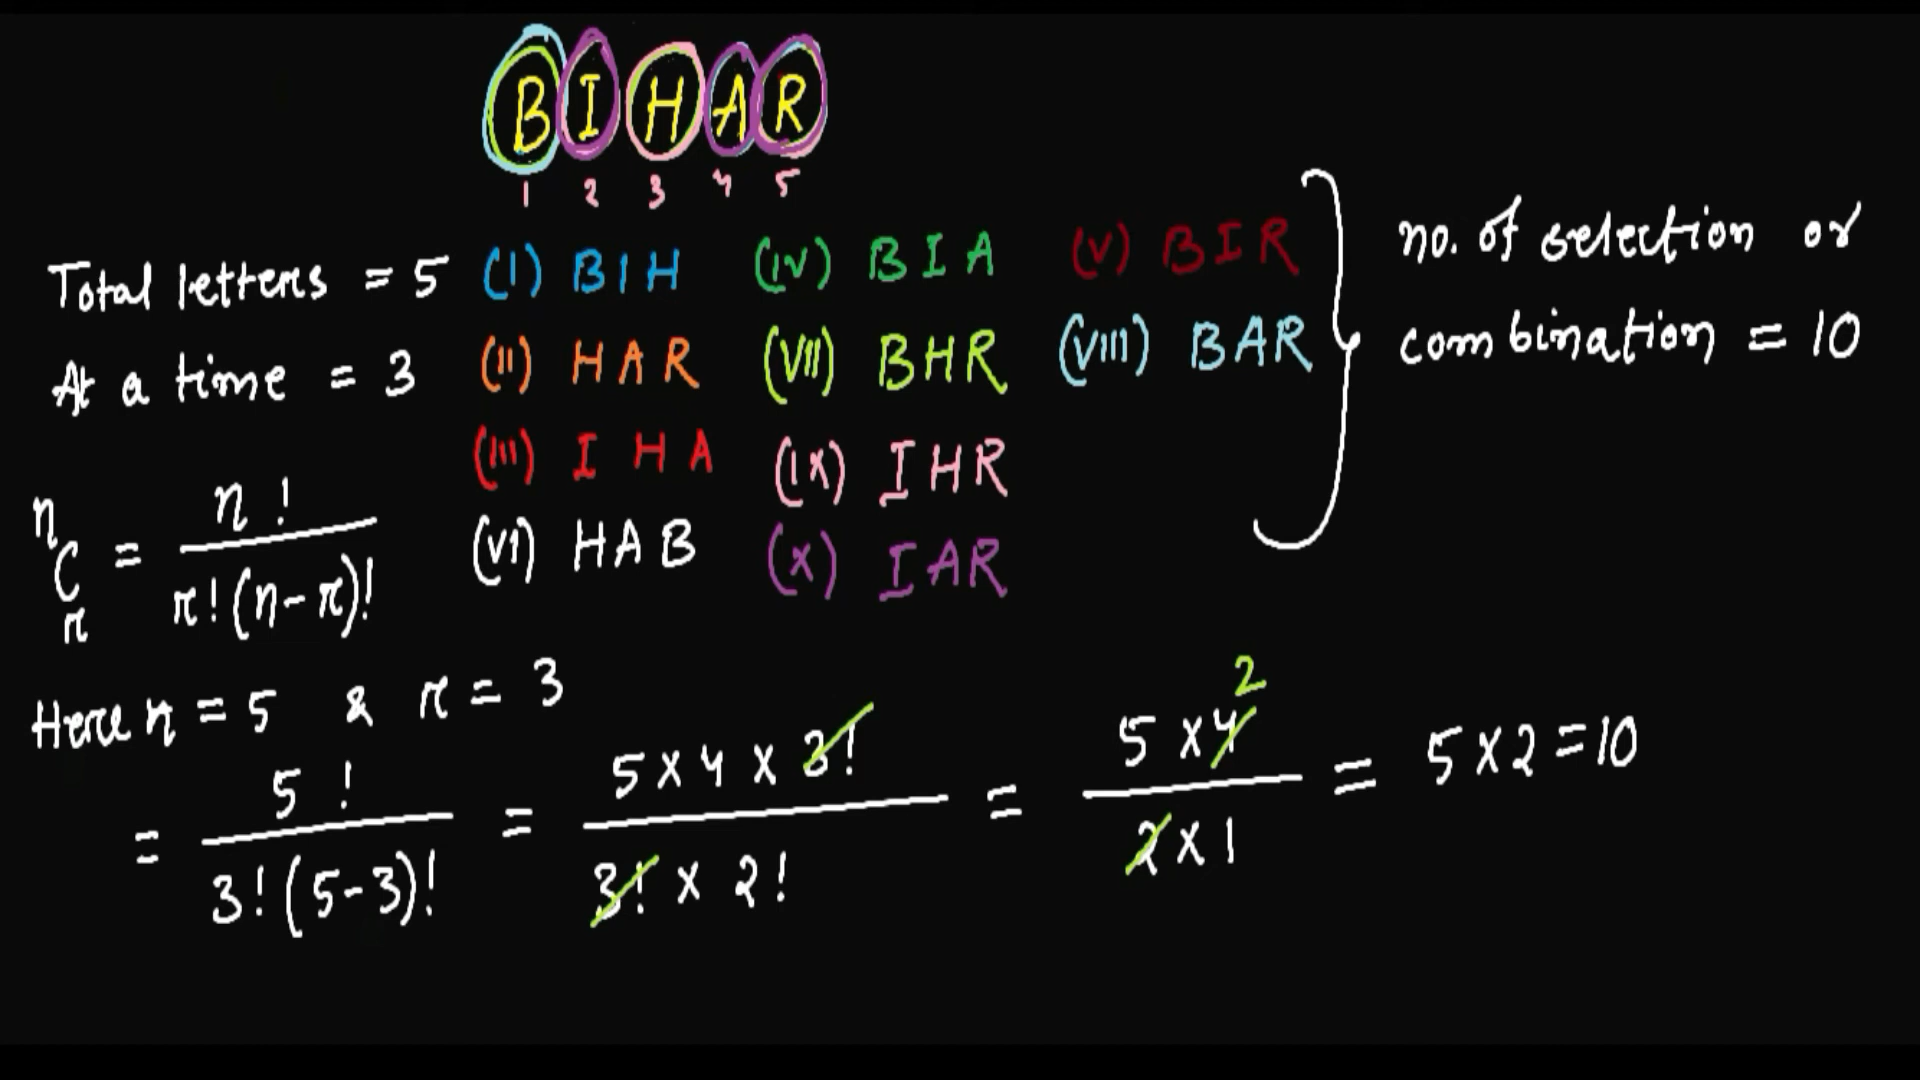 B I H A R
1 2 3 4 5
Total letters = 5 (I) BIH (IV) BIA (V) BIR
At a time = 3 (II) HAR (VII) BHR (VIII) BAR
(III) IHA (IX) IHR
(VI) HAB (X) IAR
no. of selection or
combination = 10
nCr = n! / r!(n-r)!
Here n = 5 & r = 3
= 5! / 3!(5-3)! = 5 x 4 x 3! / 3! x 2! = 5 x 4 2 / 2 x 1 = 5 x 2 = 10